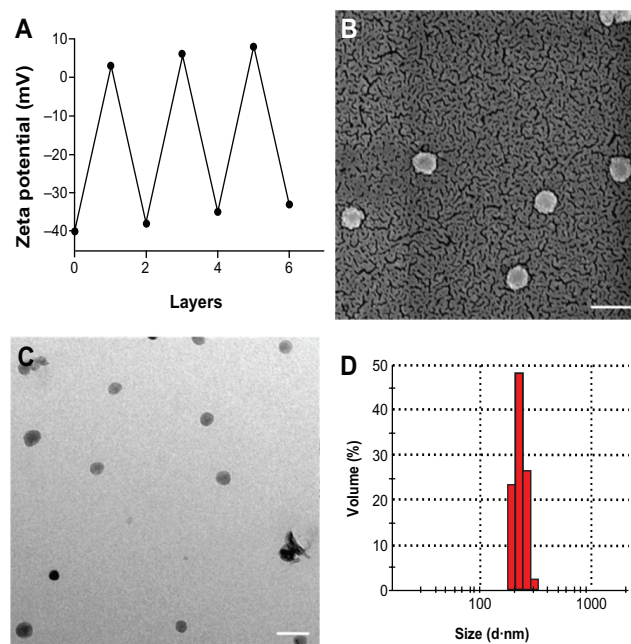 A
Zeta potential (mV)
10
0
–10
–20
–30
–40
0 2 4 6
Layers
B
C
D
Volume (%)
50
40
30
20
10
0
100 1000
Size (d·nm)